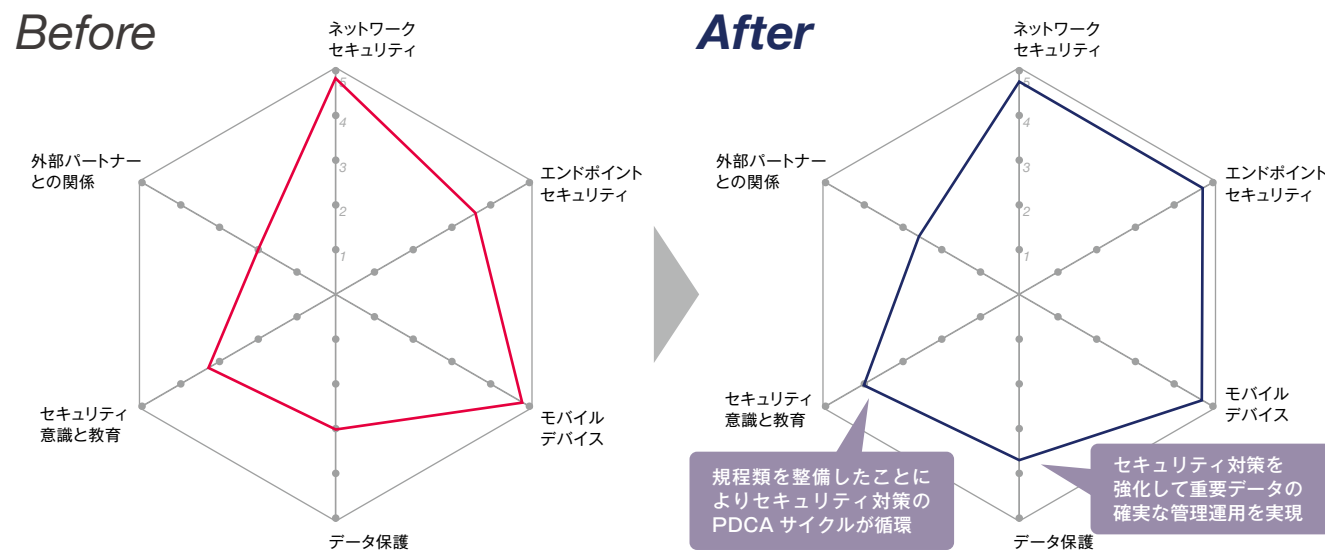 Before
ネットワーク
セキュリティ
5
4
3
2
1
外部パートナー
との関係
エンドポイント
セキュリティ
セキュリティ
意識と教育
モバイル
デバイス
データ保護
After
ネットワーク
セキュリティ
5
4
3
2
1
外部パートナー
との関係
エンドポイント
セキュリティ
セキュリティ
意識と教育
モバイル
デバイス
データ保護
規程類を整備したことに
よりセキュリティ対策の
PDCA サイクルが循環
セキュリティ対策を
強化して重要データの
確実な管理運用を実現